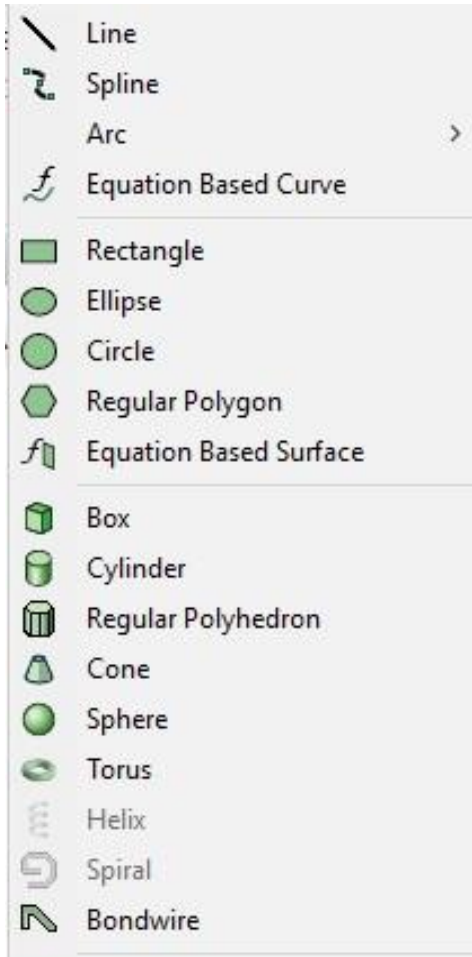 Line
Spline
Arc
Equation Based Curve
Rectangle
Ellipse
Circle
Regular Polygon
Equation Based Surface
Box
Cylinder
Regular Polyhedron
Cone
Sphere
Torus
Helix
Spiral
Bondwire